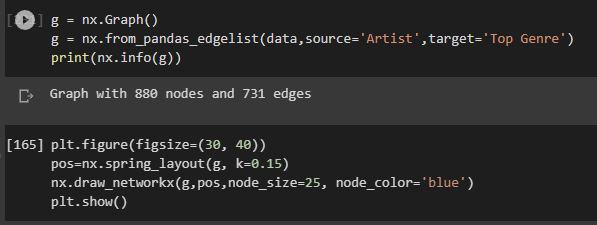 [ ] g = nx.Graph()
g = nx.from_pandas_edgelist(data,source='Artist',target='Top Genre')
print(nx.info(g))
Graph with 880 nodes and 731 edges
[165] plt.figure(figsize=(30, 40))
pos=nx.spring_layout(g, k=0.15)
nx.draw_networkx(g,pos,node_size=25, node_color='blue')
plt.show()